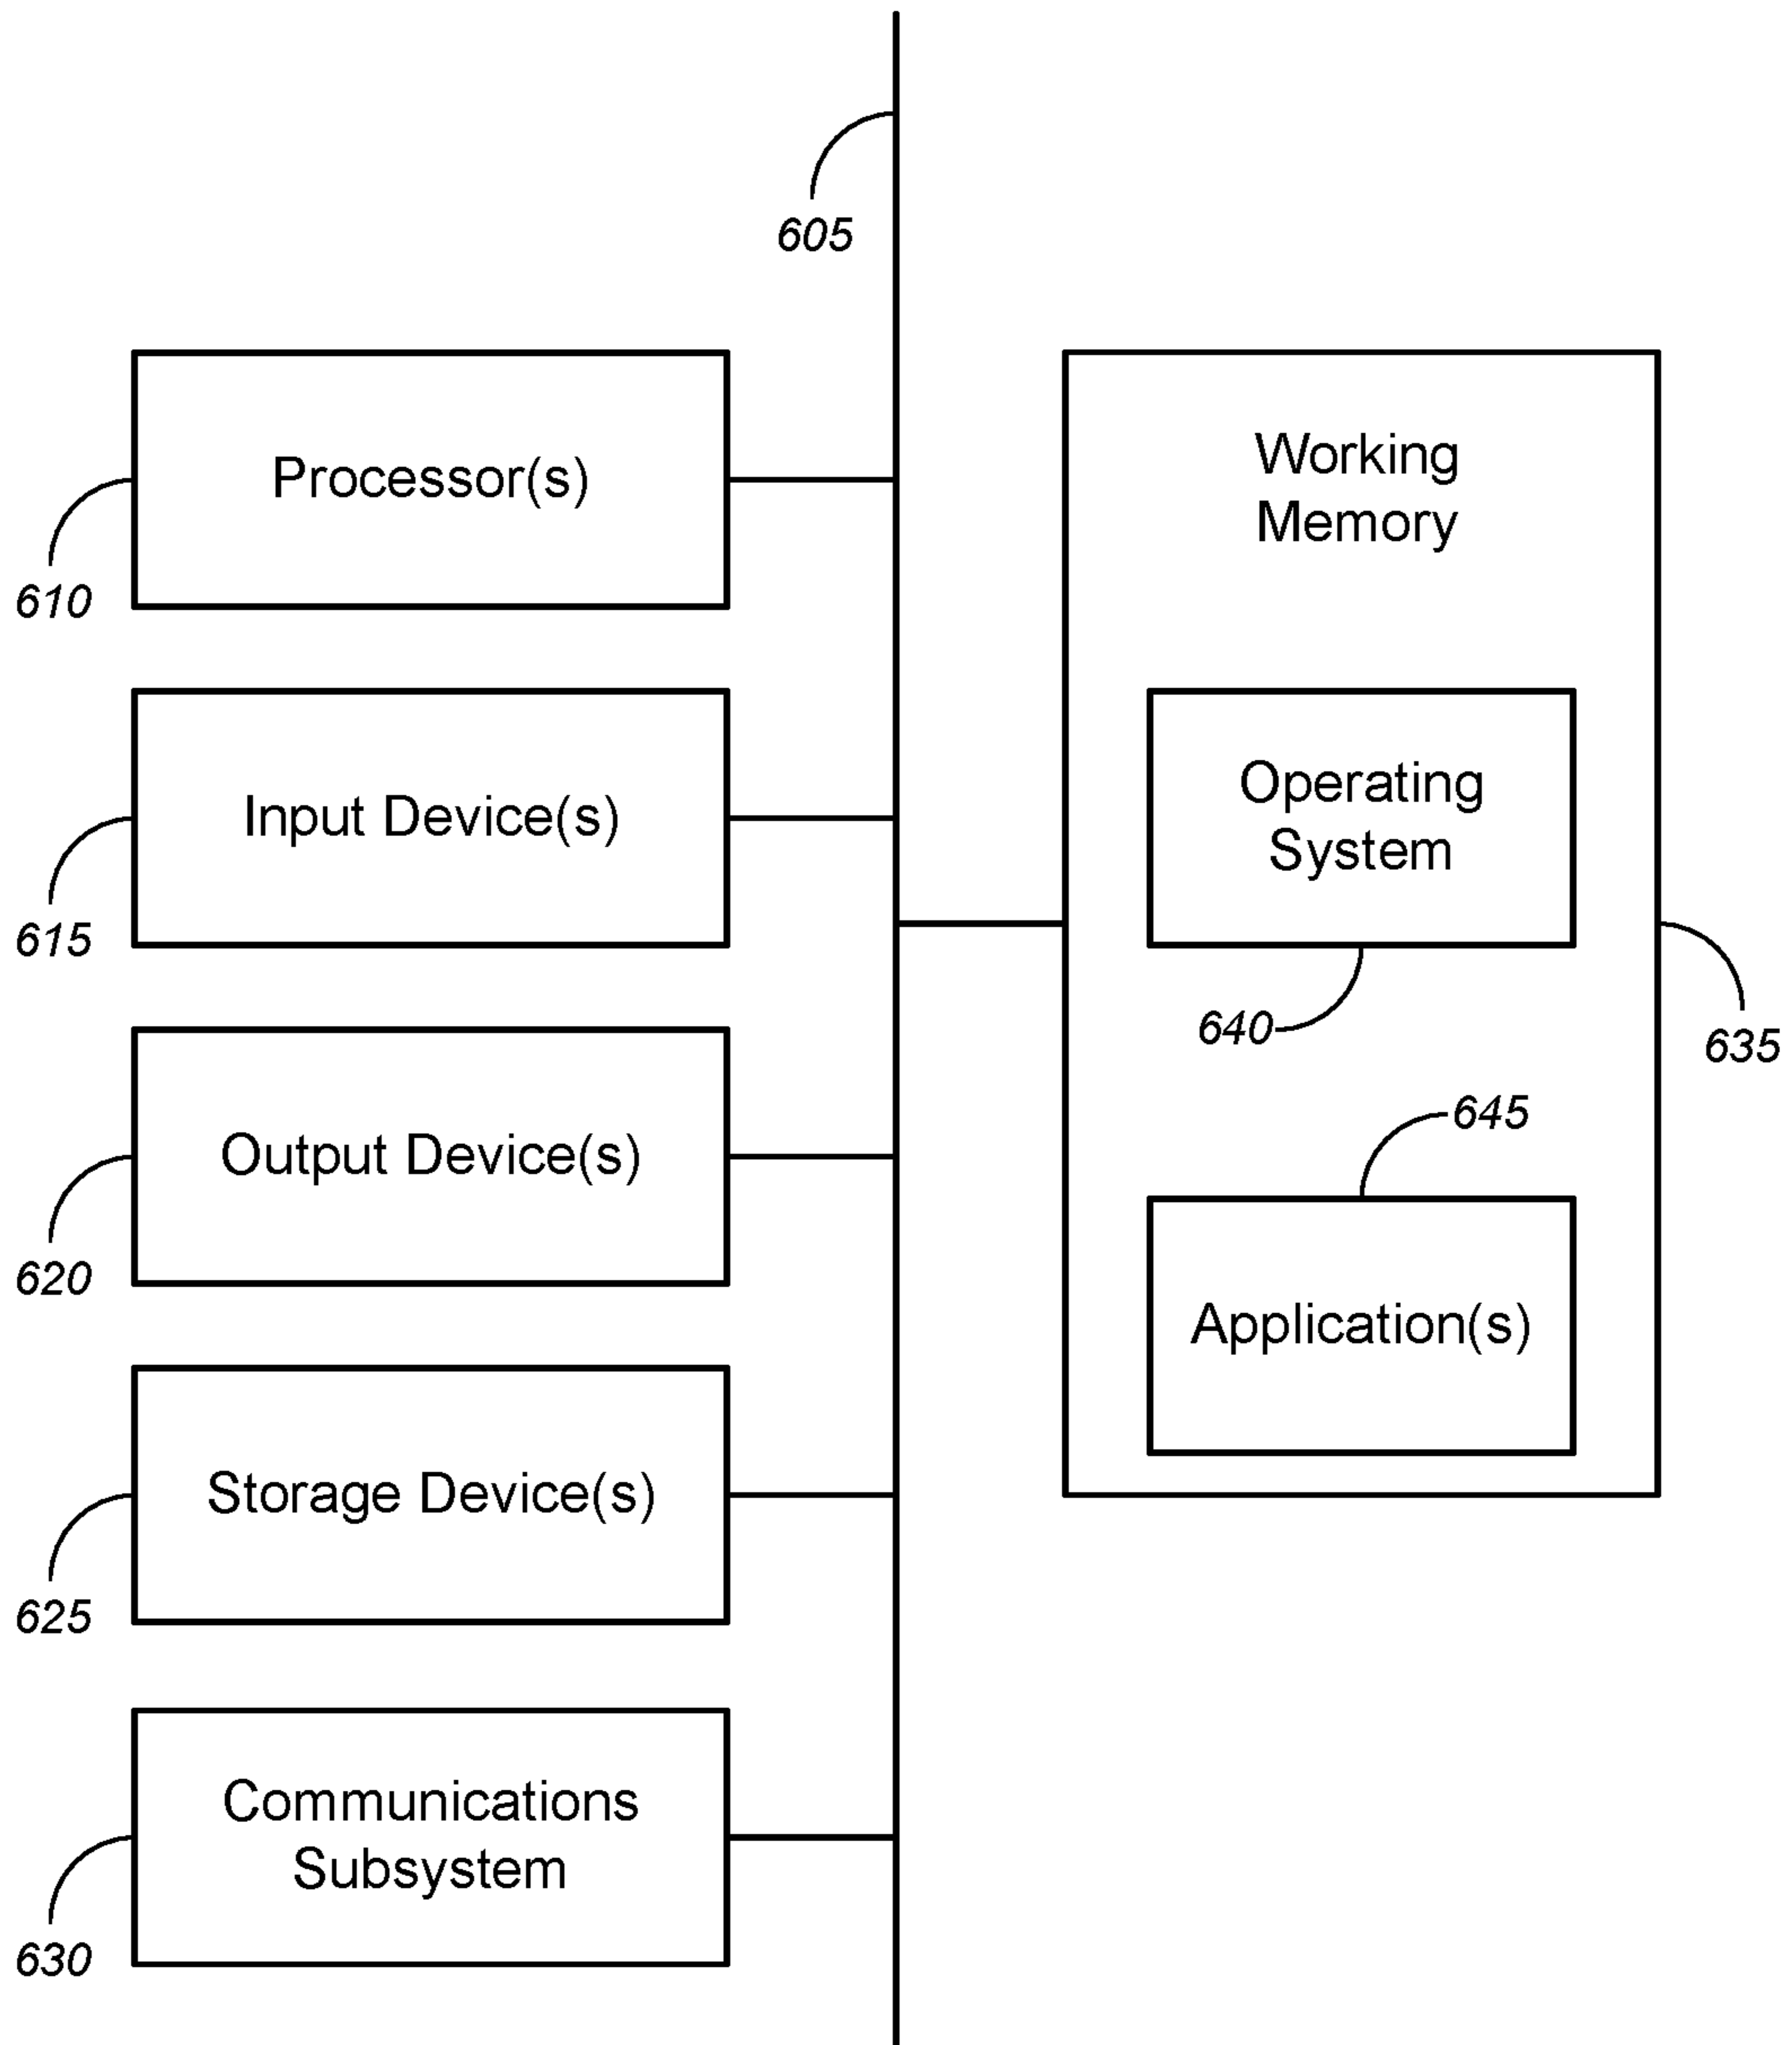 605
Processor(s)
610
Input Device(s)
615
Output Device(s)
620
Storage Device(s)
625
Communications
Subsystem
630
Working
Memory
Operating
System
640
635
645
Application(s)